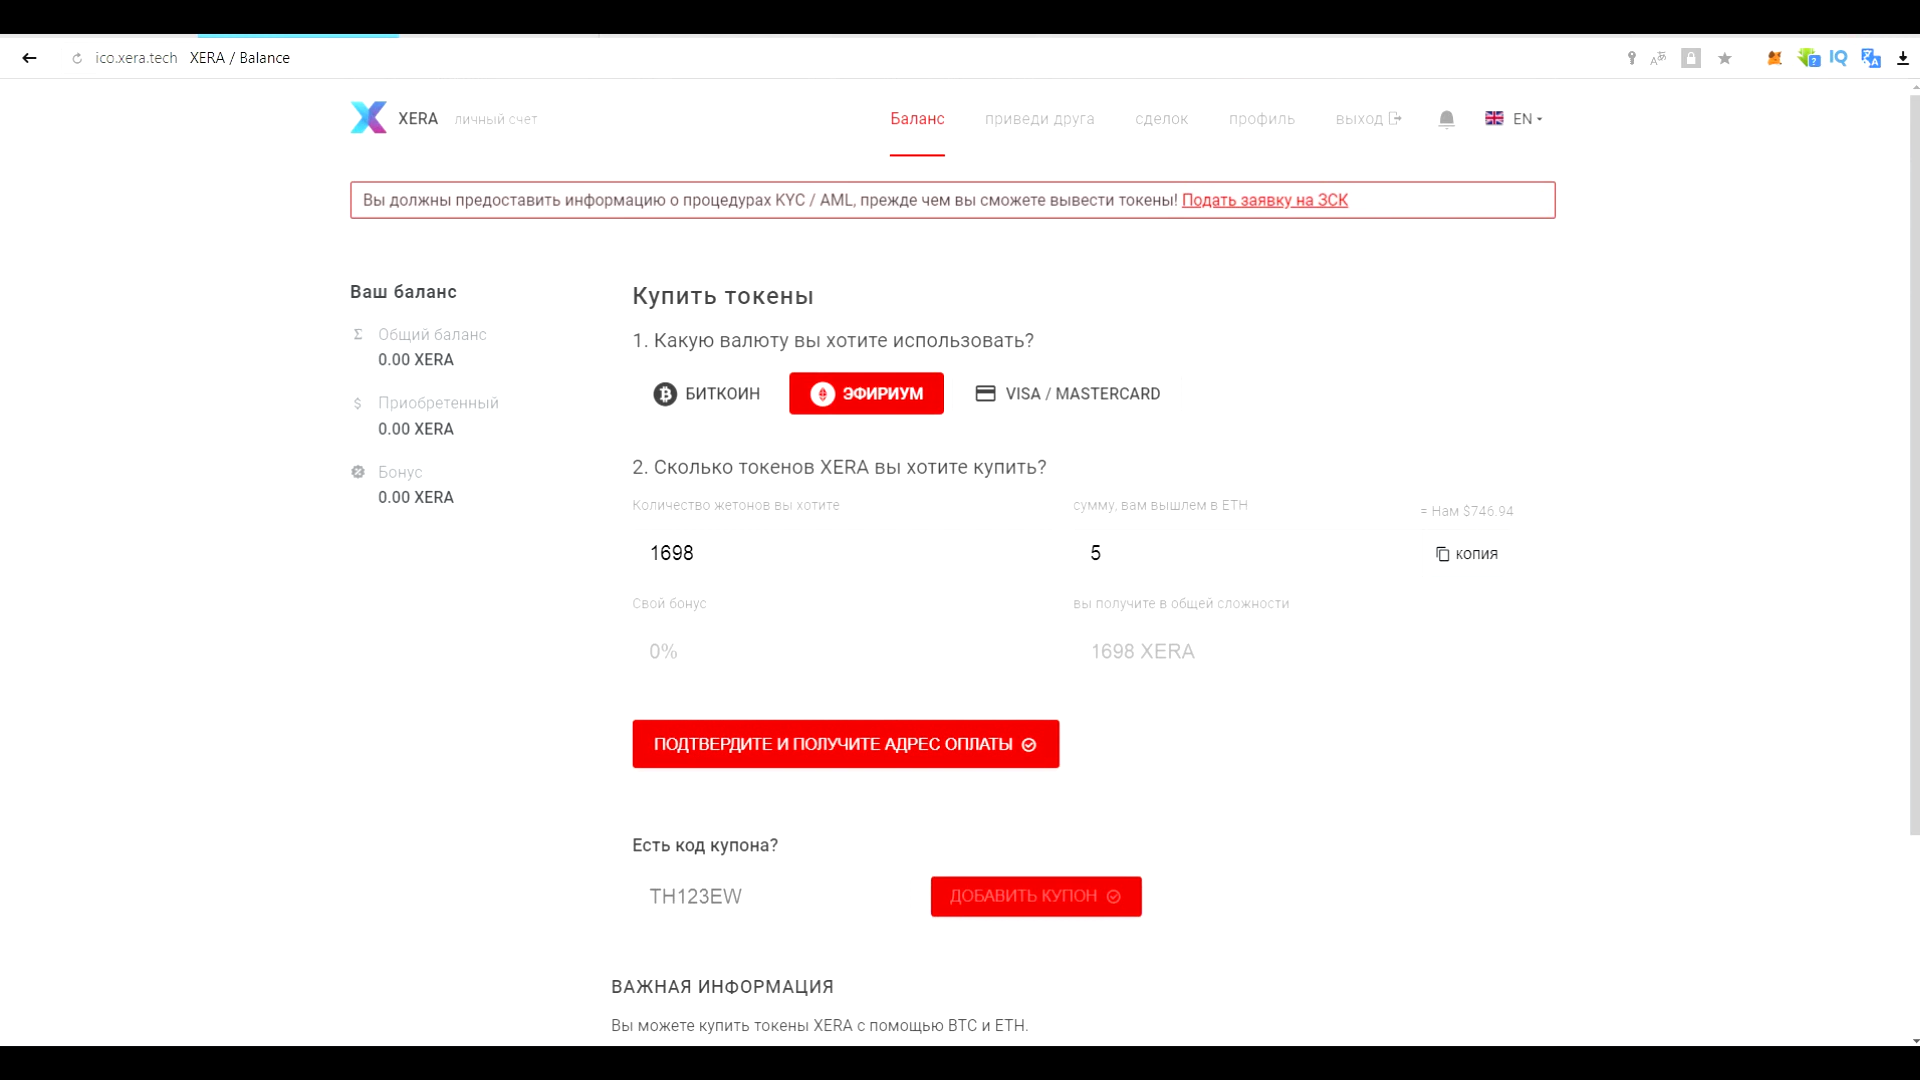 ico.xera.tech XERA / Balance
XERA личный счет
Баланс приведи друга сделок профиль выход EN
Вы должны предоставить информацию о процедурах KYC / AML, прежде чем вы сможете вывести токены! Подать заявку на ЗСК
Ваш баланс
Общий баланс
0.00 XERA
Приобретенный
0.00 XERA
Бонус
0.00 XERA
Купить токены
1. Какую валюту вы хотите использовать?
БИТКОИН ЭФИРИУМ VISA / MASTERCARD
2. Сколько токенов XERA вы хотите купить?
Количество жетонов вы хотите сумму, вам вышлем в ETH = Нам $746.94
1698 5 копия
Свой бонус вы получите в общей сложности
0% 1698 XERA
ПОДТВЕРДИТЕ И ПОЛУЧИТЕ АДРЕС ОПЛАТЫ
Есть код купона?
TH123EW ДОБАВИТЬ КУПОН
ВАЖНАЯ ИНФОРМАЦИЯ
Вы можете купить токены XERA с помощью BTC и ETH.